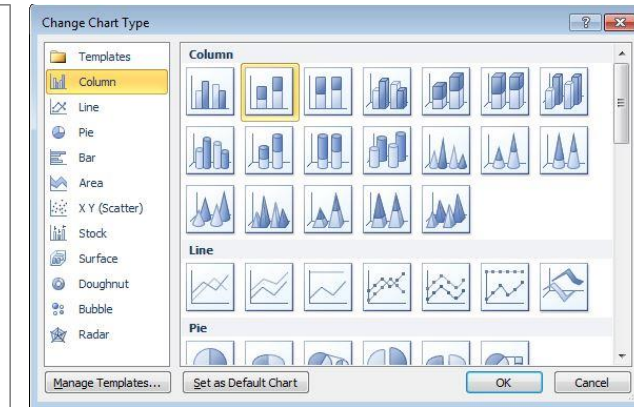 Change Chart Type
Templates
Column
Line
Pie
Bar
Area
X Y (Scatter)
Stock
Surface
Doughnut
Bubble
Radar
Column
Line
Pie
Manage Templates...
Set as Default Chart
OK
Cancel